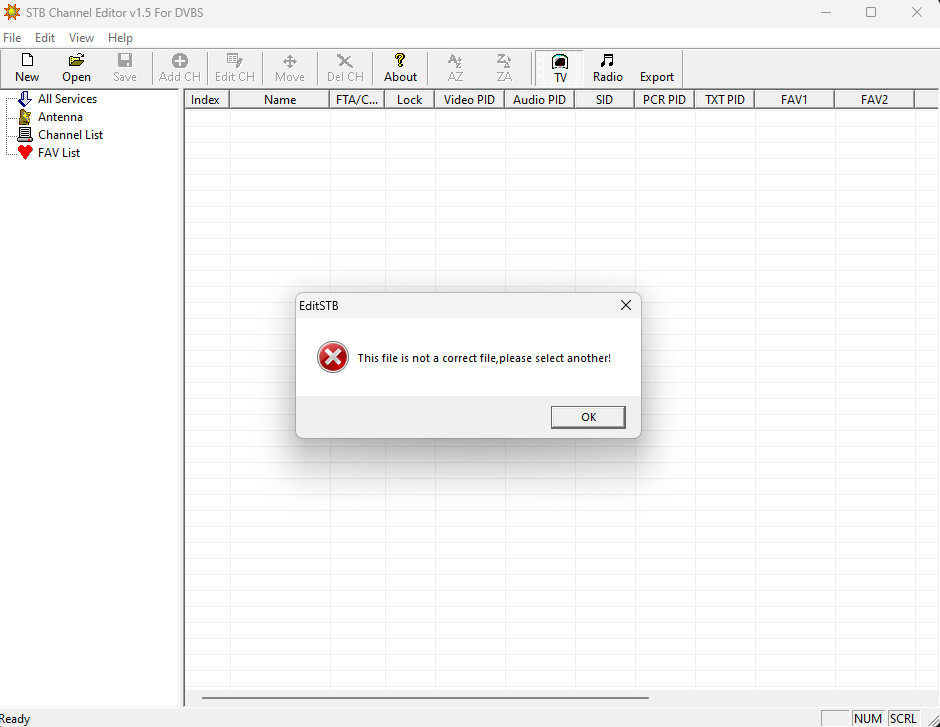 STB Channel Editor v1.5 For DVBS
File Edit View Help
New Open Save Add CH Edit CH Move Del CH About AZ ZA TV Radio Export
All Services
Antenna
Channel List
FAV List
Index Name FTA/C... Lock Video PID Audio PID SID PCR PID TXT PID FAV1 FAV2
EditSTB
This file is not a correct file,please select another!
OK
Ready NUM SCRL